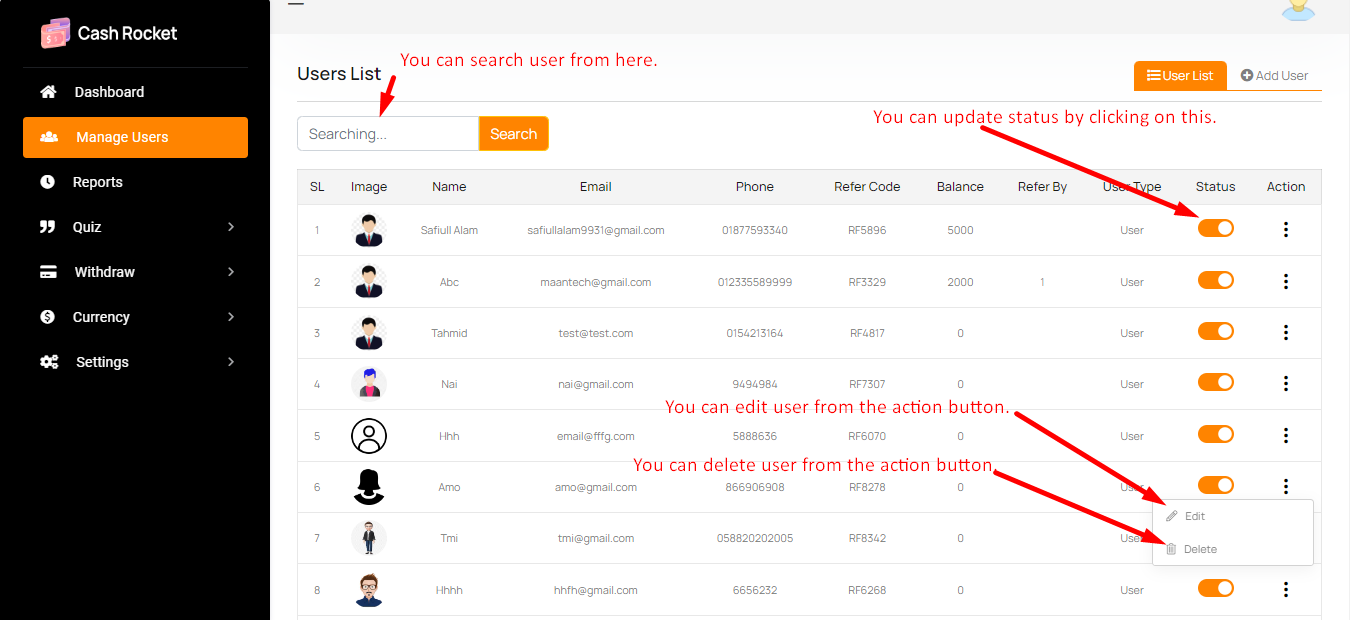 Cash Rocket
Dashboard
Manage Users
Reports
Quiz
Withdraw
Currency
Settings
Users List
You can search user from here.
User List
Add User
You can update status by clicking on this.
Searching...
Search
SL Image Name Email Phone Refer Code Balance Refer By User Type Status Action
1 Safiull Alam safiullalam9931@gmail.com 01877593340 RF5896 5000 User
2 Abc maantech@gmail.com 012335589999 RF3329 2000 1 User
3 Tahmid test@test.com 0154213164 RF4817 0 User
4 Nai nai@gmail.com 9494984 RF7307 0 User
You can edit user from the action button.
5 Hhh email@fffg.com 5888636 RF6070 0 User
You can delete user from the action button.
6 Amo amo@gmail.com 866906908 RF8278 0 User
Edit
7 Tmi tmi@gmail.com 058820202005 RF8342 0 User
Delete
8 Hhhh hhfh@gmail.com 6656232 RF6268 0 User